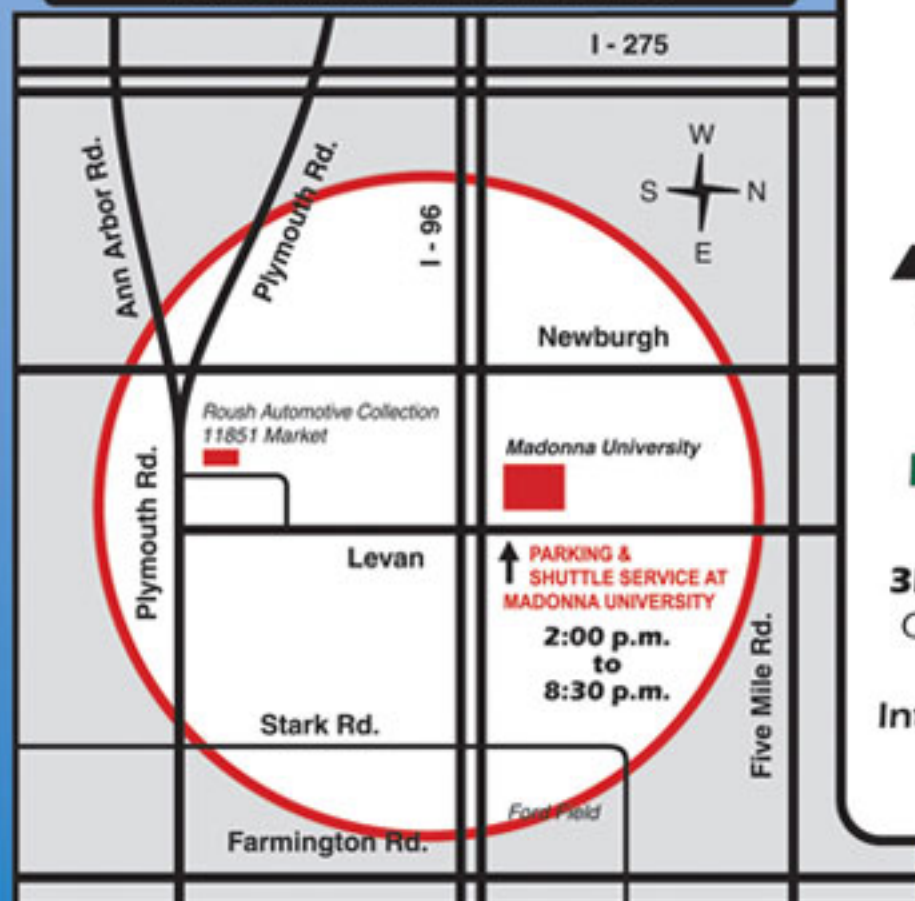 I - 275
W
S N
E
Ann Arbor Rd.
Plymouth Rd.
I - 96
Newburgh
Roush Automotive Collection
11851 Market
Madonna University
Plymouth Rd.
Levan
PARKING &
SHUTTLE SERVICE AT
MADONNA UNIVERSITY
2:00 p.m.
to
8:30 p.m.
Five Mile Rd.
Stark Rd.
Ford Field
Farmington Rd.